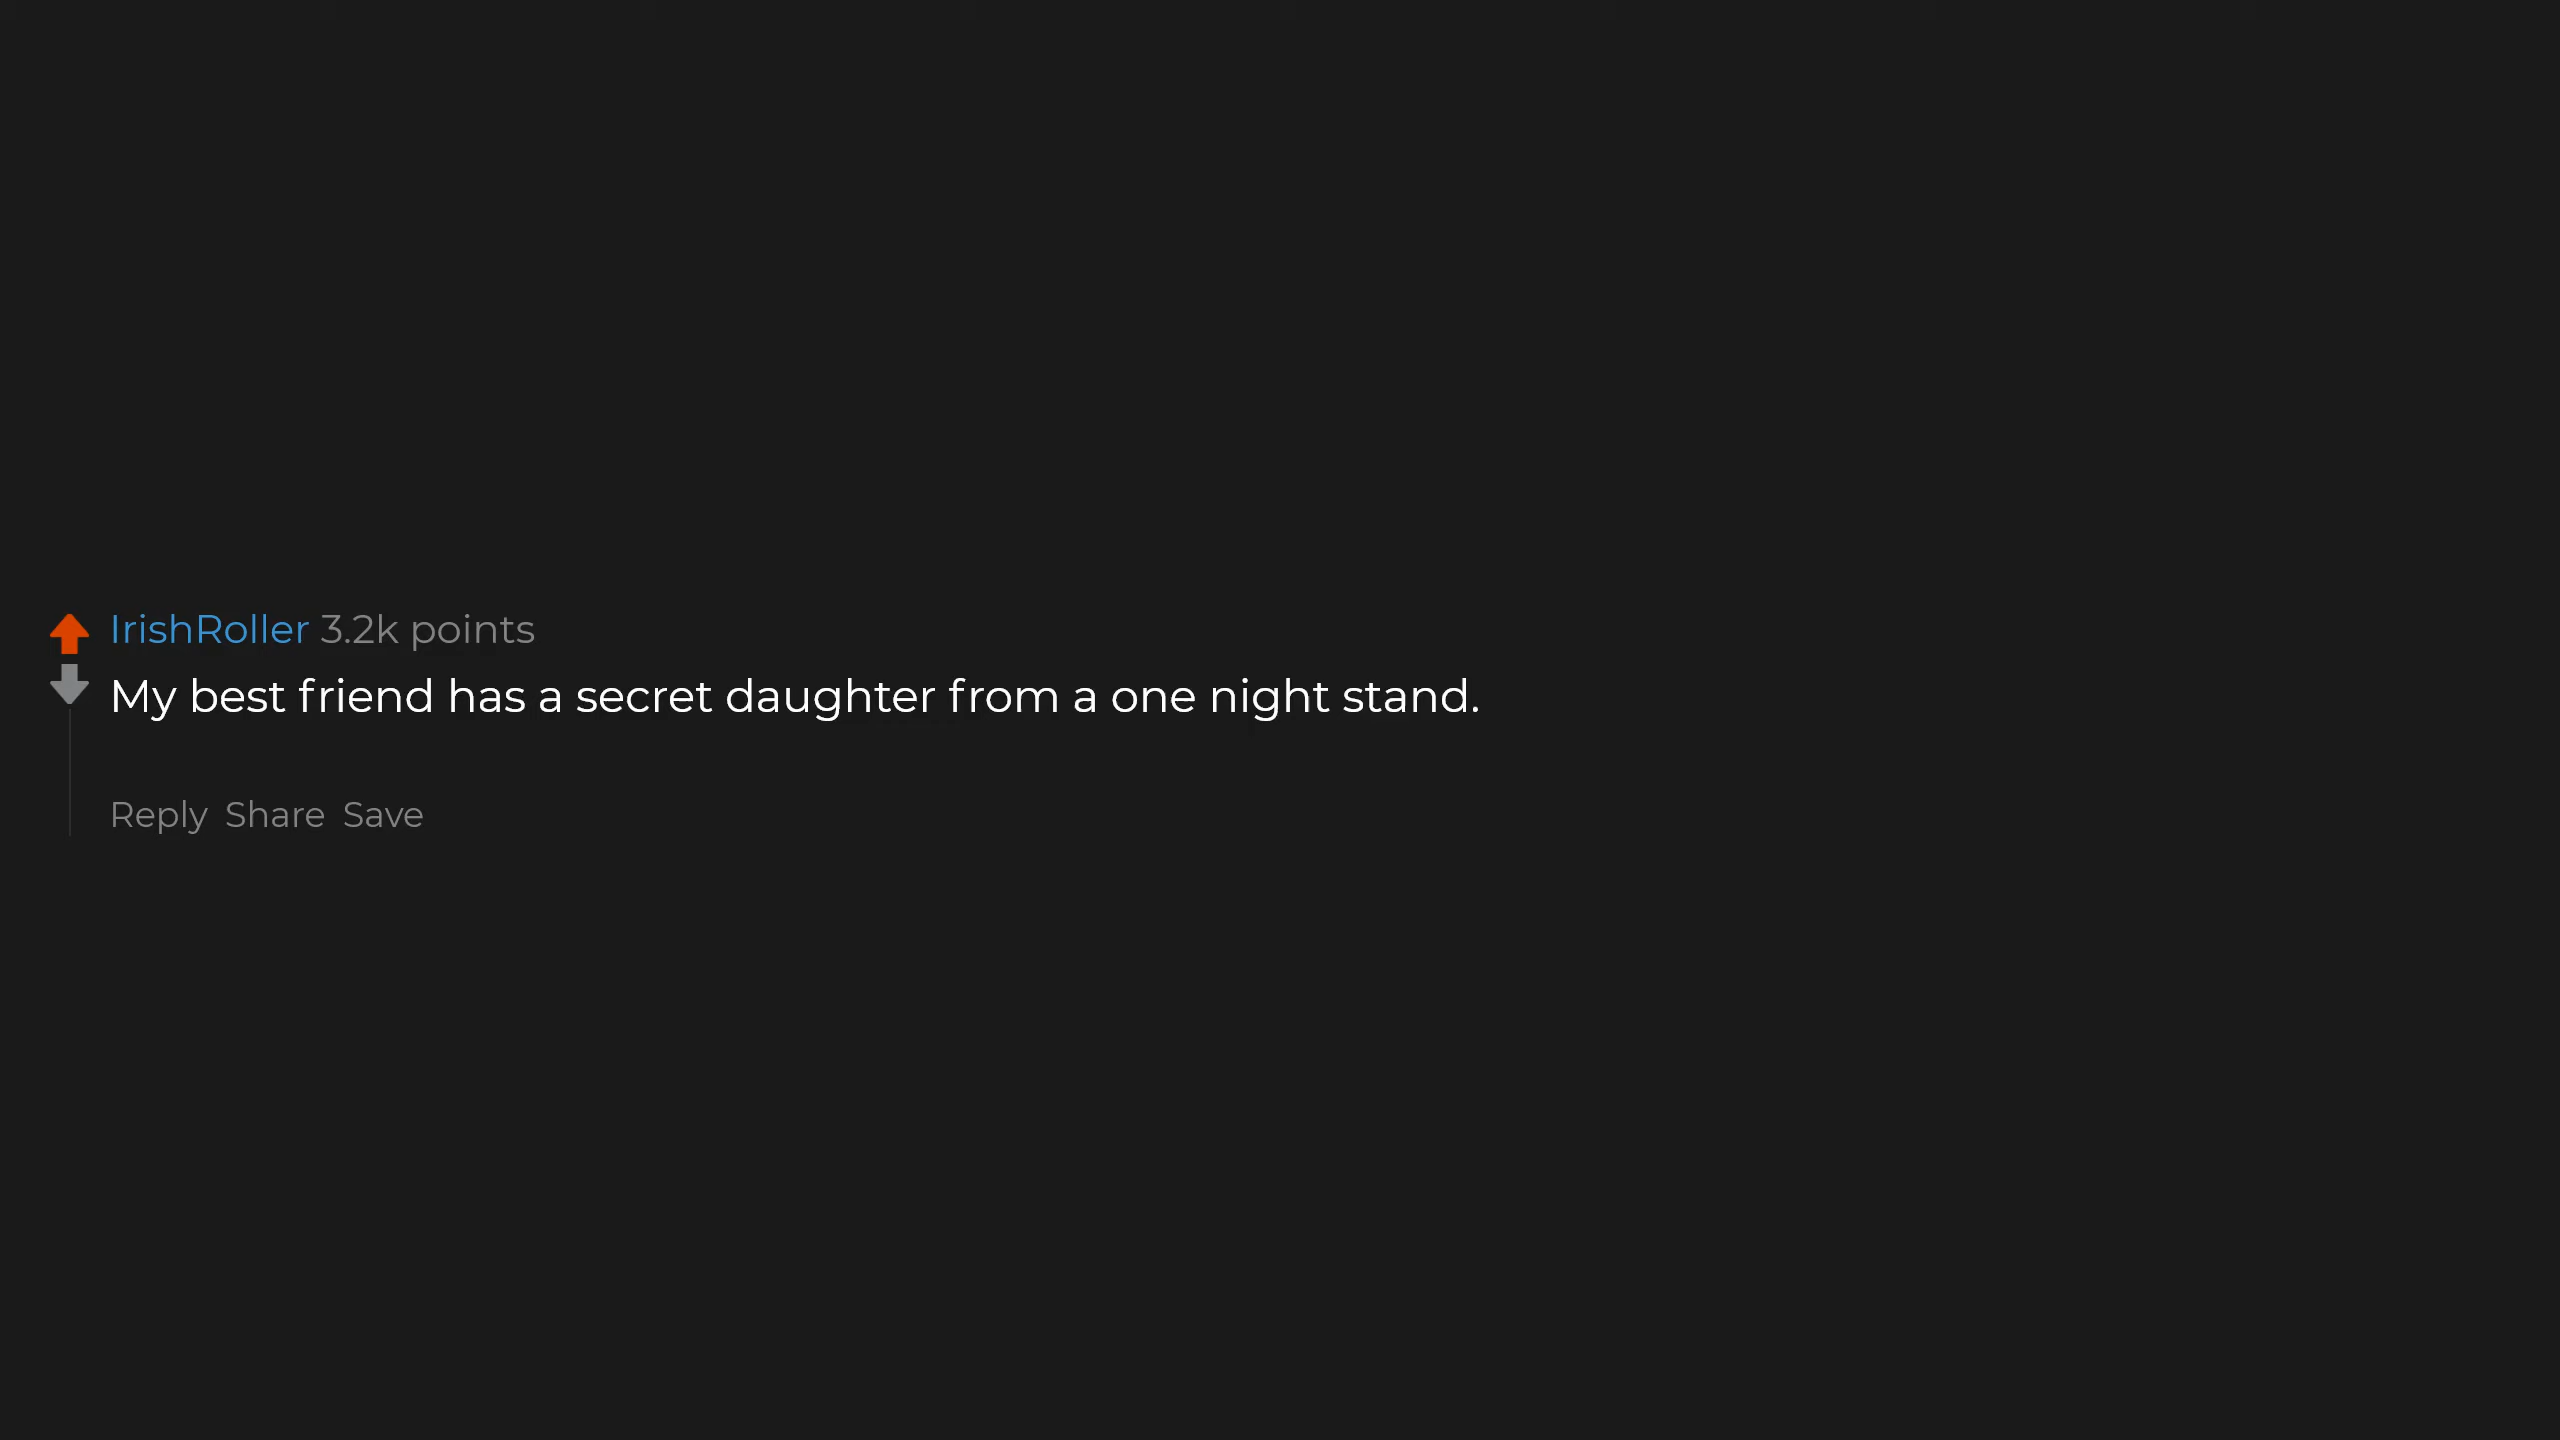 IrishRoller 3.2k points
My best friend has a secret daughter from a one night stand.
Reply Share Save